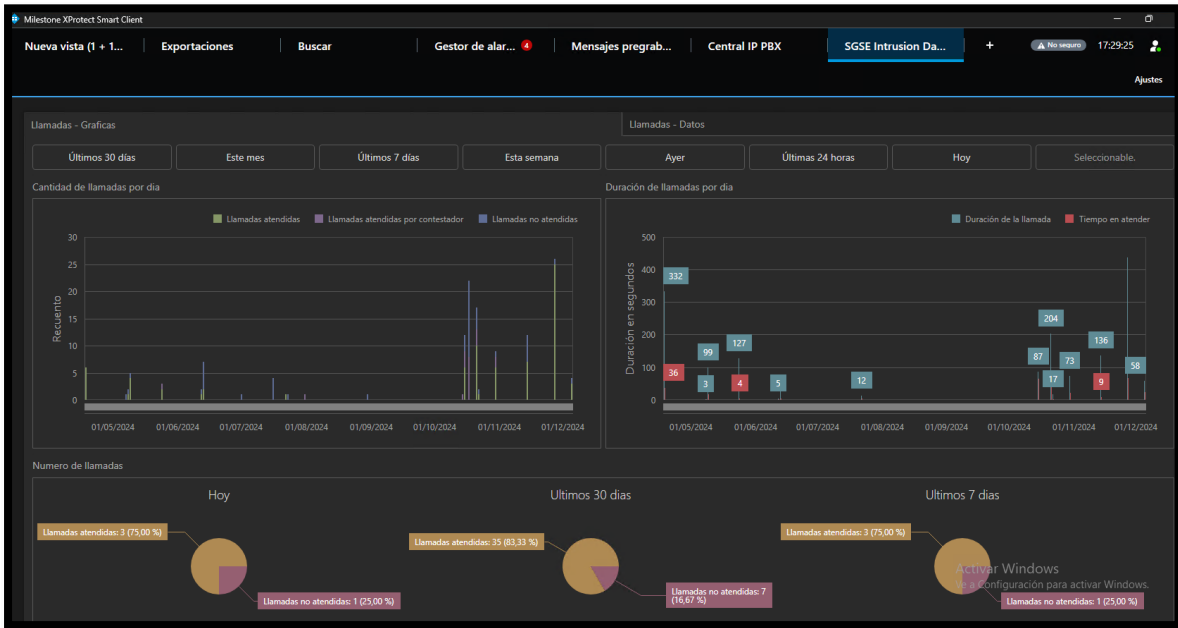 Milestone XProtect Smart Client
Nueva vista (1 + 1...
Exportaciones
Buscar
Gestor de alar... 4
Mensajes pregrab...
Central IP PBX
SGSE Intrusion Da...
+
No seguro
17:29:25
Ajustes
Llamadas - Graficas
Llamadas - Datos
Últimos 30 días
Este mes
Últimos 7 días
Esta semana
Ayer
Últimas 24 horas
Hoy
Seleccionable.
Cantidad de llamadas por dia
Llamadas atendidas
Llamadas atendidas por contestador
Llamadas no atendidas
30
25
20
15
10
5
0
Recuento
01/05/2024
01/06/2024
01/07/2024
01/08/2024
01/09/2024
01/10/2024
01/11/2024
01/12/2024
Duración de llamadas por dia
Duración de la llamada
Tiempo en atender
500
400
300
200
100
0
Duración en segundos
332
36
99
3
127
4
5
12
87
204
17
73
136
9
58
01/05/2024
01/06/2024
01/07/2024
01/08/2024
01/09/2024
01/10/2024
01/11/2024
01/12/2024
Numero de llamadas
Hoy
Llamadas atendidas: 3 (75,00 %)
Llamadas no atendidas: 1 (25,00 %)
Ultimos 30 dias
Llamadas atendidas: 35 (83,33 %)
Llamadas no atendidas: 7
(16,67 %)
Ultimos 7 dias
Llamadas atendidas: 3 (75,00 %)
Llamadas no atendidas: 1 (25,00 %)
Activar Windows
Ve a Configuración para activar Windows.